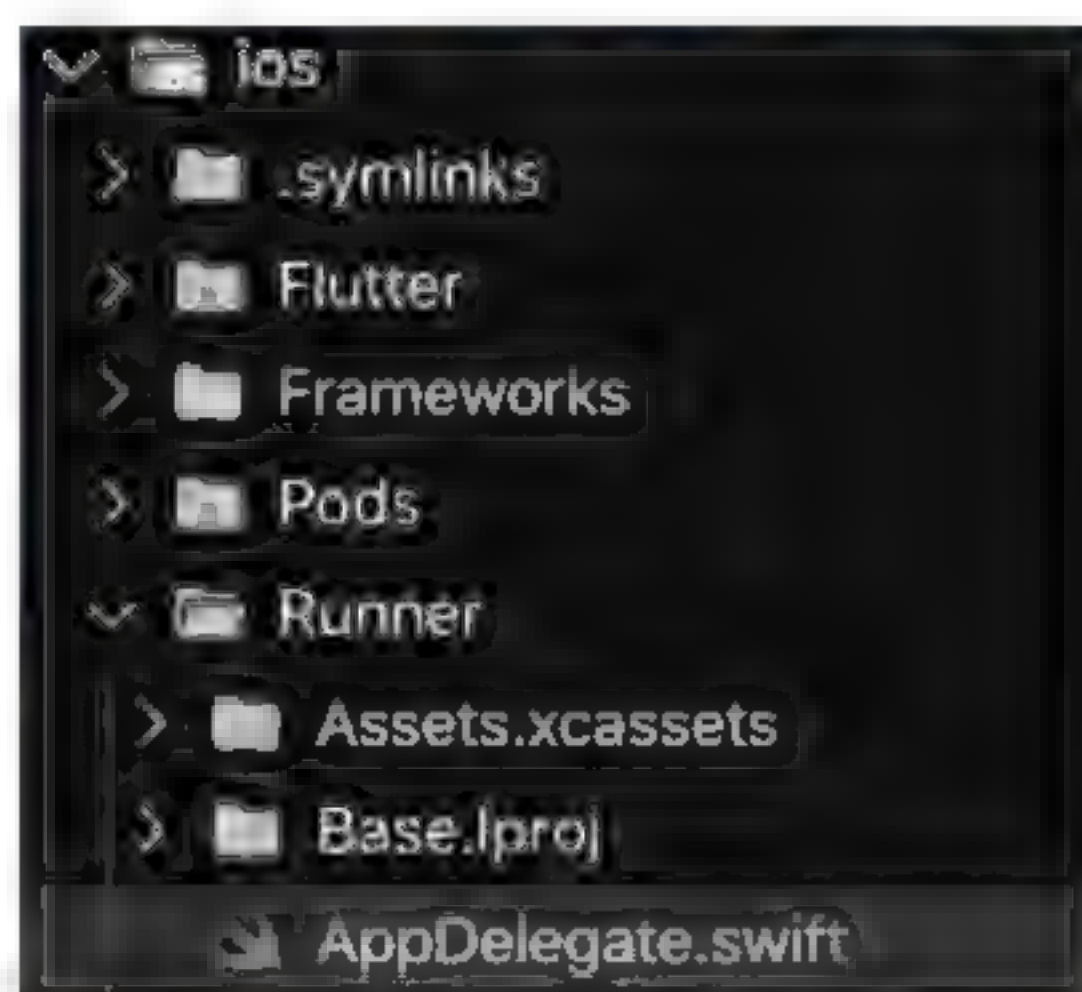 ios
.symlinks
Flutter
Frameworks
Pods
Runner
Assets.xcassets
Base.lproj
AppDelegate.swift